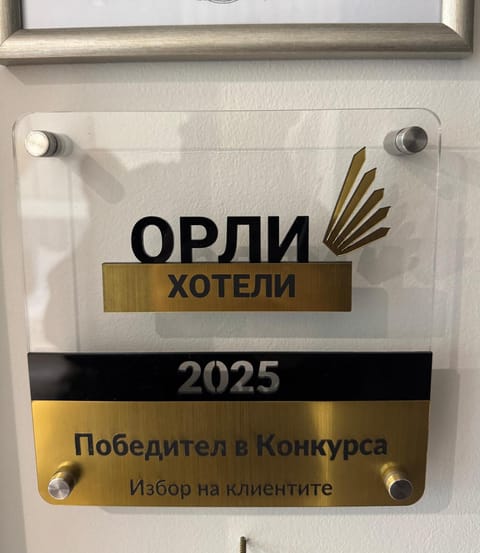 ОРЛИ
ХОТЕЛИ
2025
Победител в Конкурса
Избор на клиентите